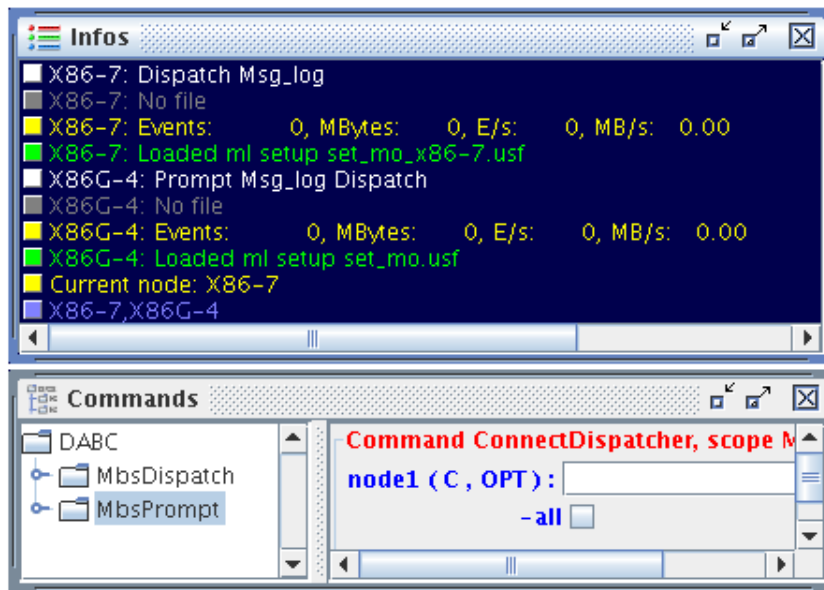 Infos
X86-7: Dispatch Msg_log
X86-7: No file
X86-7: Events: 0, MBytes: 0, E/s: 0, MB/s: 0.00
X86-7: Loaded ml setup set_mo_x86-7.usf
X86G-4: Prompt Msg_log Dispatch
X86G-4: No file
X86G-4: Events: 0, MBytes: 0, E/s: 0, MB/s: 0.00
X86G-4: Loaded ml setup set_mo.usf
Current node: X86-7
X86-7,X86G-4
Commands
DABC
MbsDispatch
MbsPrompt
Command ConnectDispatcher, scope M
node1 ( C , OPT ) :
-all